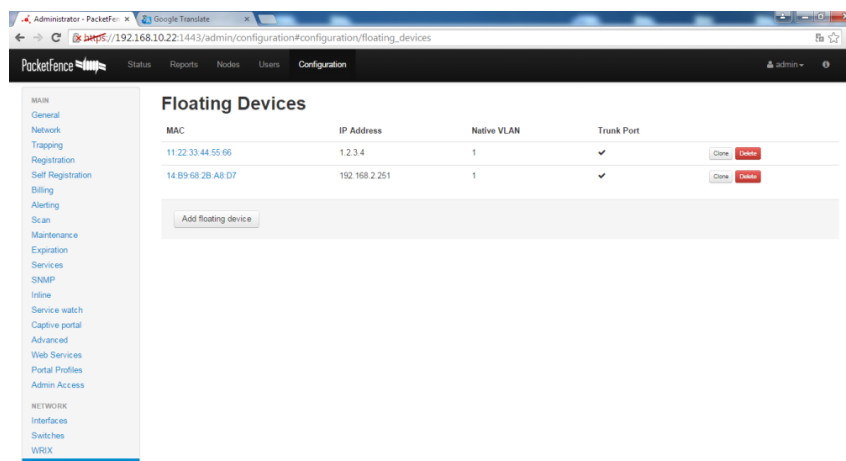 Administrator - PacketFen
Google Translate
https://192.168.10.22:1443/admin/configuration#configuration/floating_devices
PacketFence Status Reports Nodes Users Configuration admin
MAIN
General
Network
Trapping
Registration
Self Registration
Billing
Alerting
Scan
Maintenance
Expiration
Services
SNMP
Inline
Service watch
Captive portal
Advanced
Web Services
Portal Profiles
Admin Access
NETWORK
Interfaces
Switches
WRIX
Floating Devices
MAC IP Address Native VLAN Trunk Port
11:22:33:44:55:66 1.2.3.4 1 ✔ Clone Delete
14:B9:68:2B:A8:D7 192.168.2.251 1 ✔ Clone Delete
Add floating device